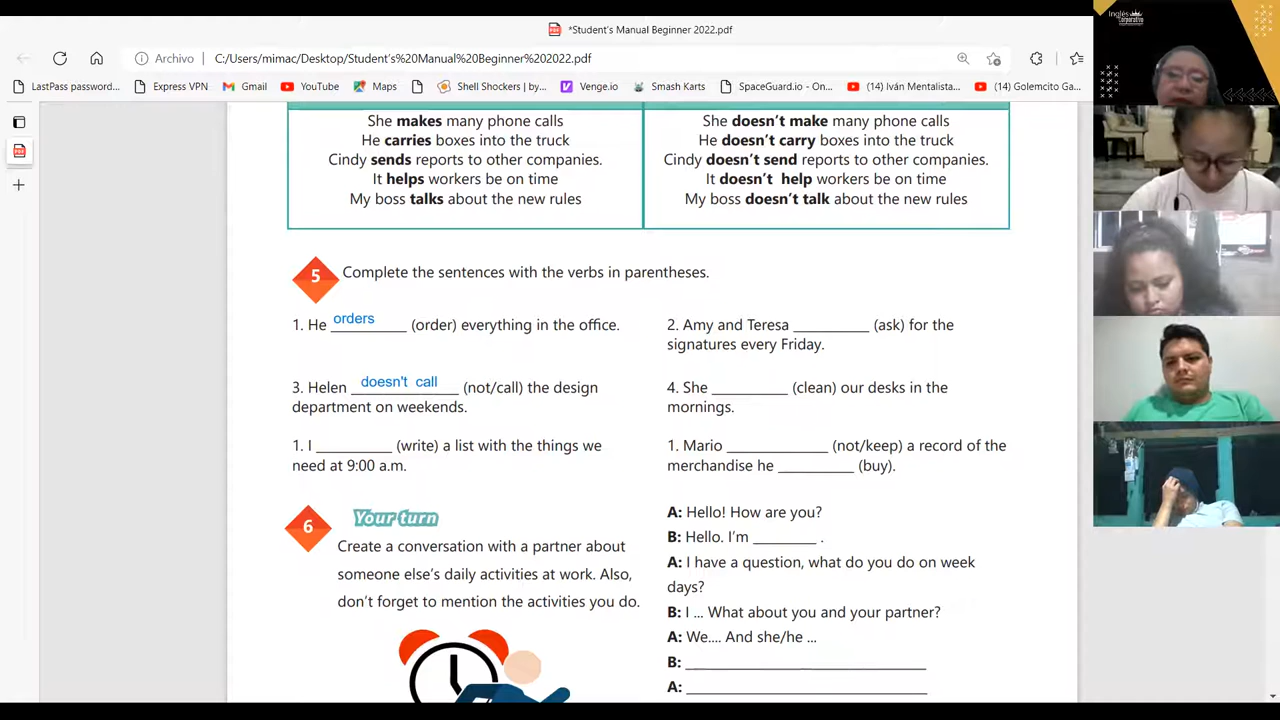 *Student's Manual Beginner 2022.pdf
Archivo
C:/Users/mimac/Desktop/Student's%20Manual%20Beginner%202022.pdf
LastPass password...
Express VPN
Gmail
YouTube
Maps
Shell Shockers | by...
Venge.io
Smash Karts
SpaceGuard.io - On...
(14) Iván Mentalista...
(14) Golemcito Ga...
Inglés
Corporativo
She makes many phone calls
He carries boxes into the truck
Cindy sends reports to other companies.
It helps workers be on time
My boss talks about the new rules
She doesn't make many phone calls
He doesn't carry boxes into the truck
Cindy doesn't send reports to other companies.
It doesn't help workers be on time
My boss doesn't talk about the new rules
5 Complete the sentences with the verbs in parentheses.
1. He orders (order) everything in the office.
2. Amy and Teresa _________ (ask) for the
signatures every Friday.
3. Helen doesn't call (not/call) the design
department on weekends.
4. She _________ (clean) our desks in the
mornings.
1. I _________ (write) a list with the things we
need at 9:00 a.m.
1. Mario ____________ (not/keep) a record of the
merchandise he _________ (buy).
6 Your turn
Create a conversation with a partner about
someone else's daily activities at work. Also,
don't forget to mention the activities you do.
A: Hello! How are you?
B: Hello. I'm ________ .
A: I have a question, what do you do on week
days?
B: I ... What about you and your partner?
A: We.... And she/he ...
B: _____________________________
A: _____________________________